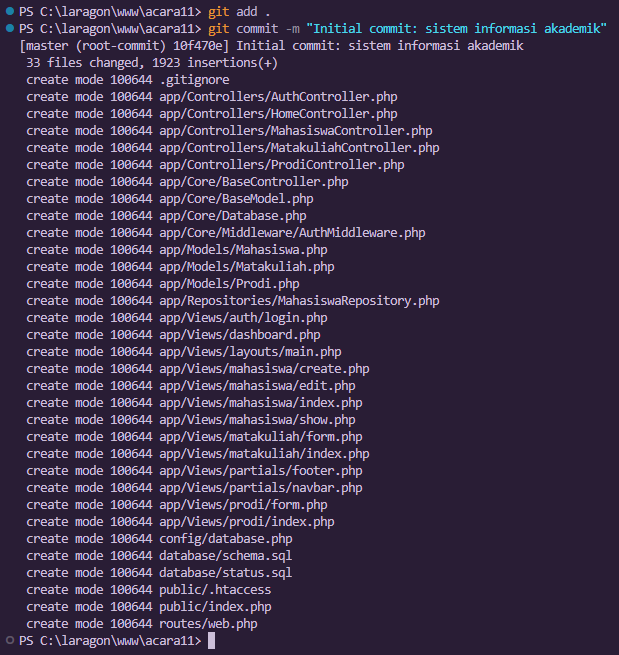 PS C:\laragon\www\acara11> git add .
PS C:\laragon\www\acara11> git commit -m "Initial commit: sistem informasi akademik"
[master (root-commit) 10f470e] Initial commit: sistem informasi akademik
 33 files changed, 1923 insertions(+)
 create mode 100644 .gitignore
 create mode 100644 app/Controllers/AuthController.php
 create mode 100644 app/Controllers/HomeController.php
 create mode 100644 app/Controllers/MahasiswaController.php
 create mode 100644 app/Controllers/MatakuliahController.php
 create mode 100644 app/Controllers/ProdiController.php
 create mode 100644 app/Core/BaseController.php
 create mode 100644 app/Core/BaseModel.php
 create mode 100644 app/Core/Database.php
 create mode 100644 app/Core/Middleware/AuthMiddleware.php
 create mode 100644 app/Models/Mahasiswa.php
 create mode 100644 app/Models/Matakuliah.php
 create mode 100644 app/Models/Prodi.php
 create mode 100644 app/Repositories/MahasiswaRepository.php
 create mode 100644 app/Views/auth/login.php
 create mode 100644 app/Views/dashboard.php
 create mode 100644 app/Views/layouts/main.php
 create mode 100644 app/Views/mahasiswa/create.php
 create mode 100644 app/Views/mahasiswa/edit.php
 create mode 100644 app/Views/mahasiswa/index.php
 create mode 100644 app/Views/mahasiswa/show.php
 create mode 100644 app/Views/matakuliah/form.php
 create mode 100644 app/Views/matakuliah/index.php
 create mode 100644 app/Views/partials/footer.php
 create mode 100644 app/Views/partials/navbar.php
 create mode 100644 app/Views/prodi/form.php
 create mode 100644 app/Views/prodi/index.php
 create mode 100644 config/database.php
 create mode 100644 database/schema.sql
 create mode 100644 database/status.sql
 create mode 100644 public/.htaccess
 create mode 100644 public/index.php
 create mode 100644 routes/web.php
PS C:\laragon\www\acara11>